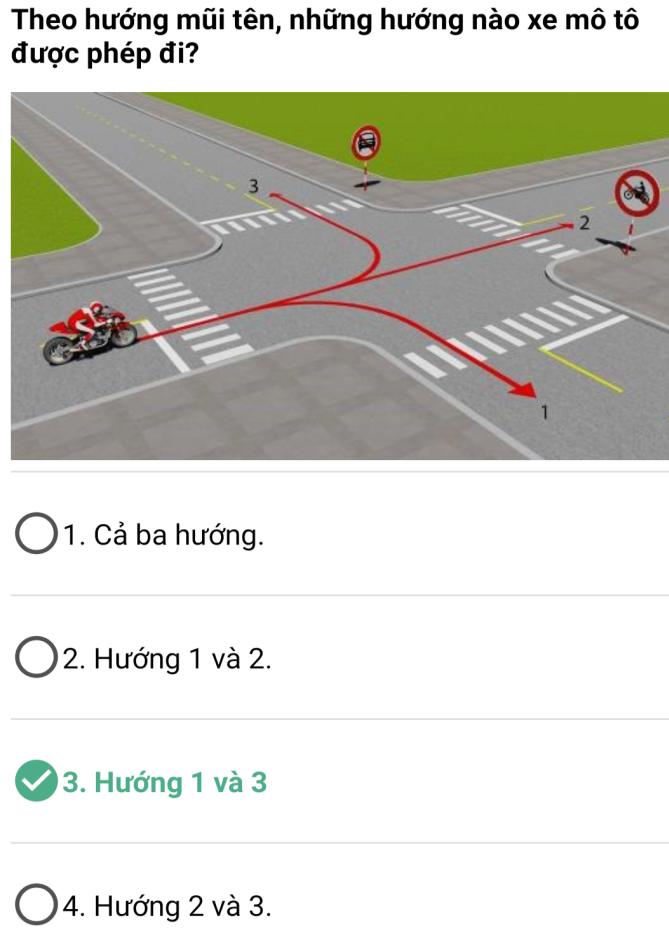 Theo hướng mũi tên, những hướng nào xe mô tô
được phép đi?
3
2
1
1. Cả ba hướng.
2. Hướng 1 và 2.
3. Hướng 1 và 3
4. Hướng 2 và 3.